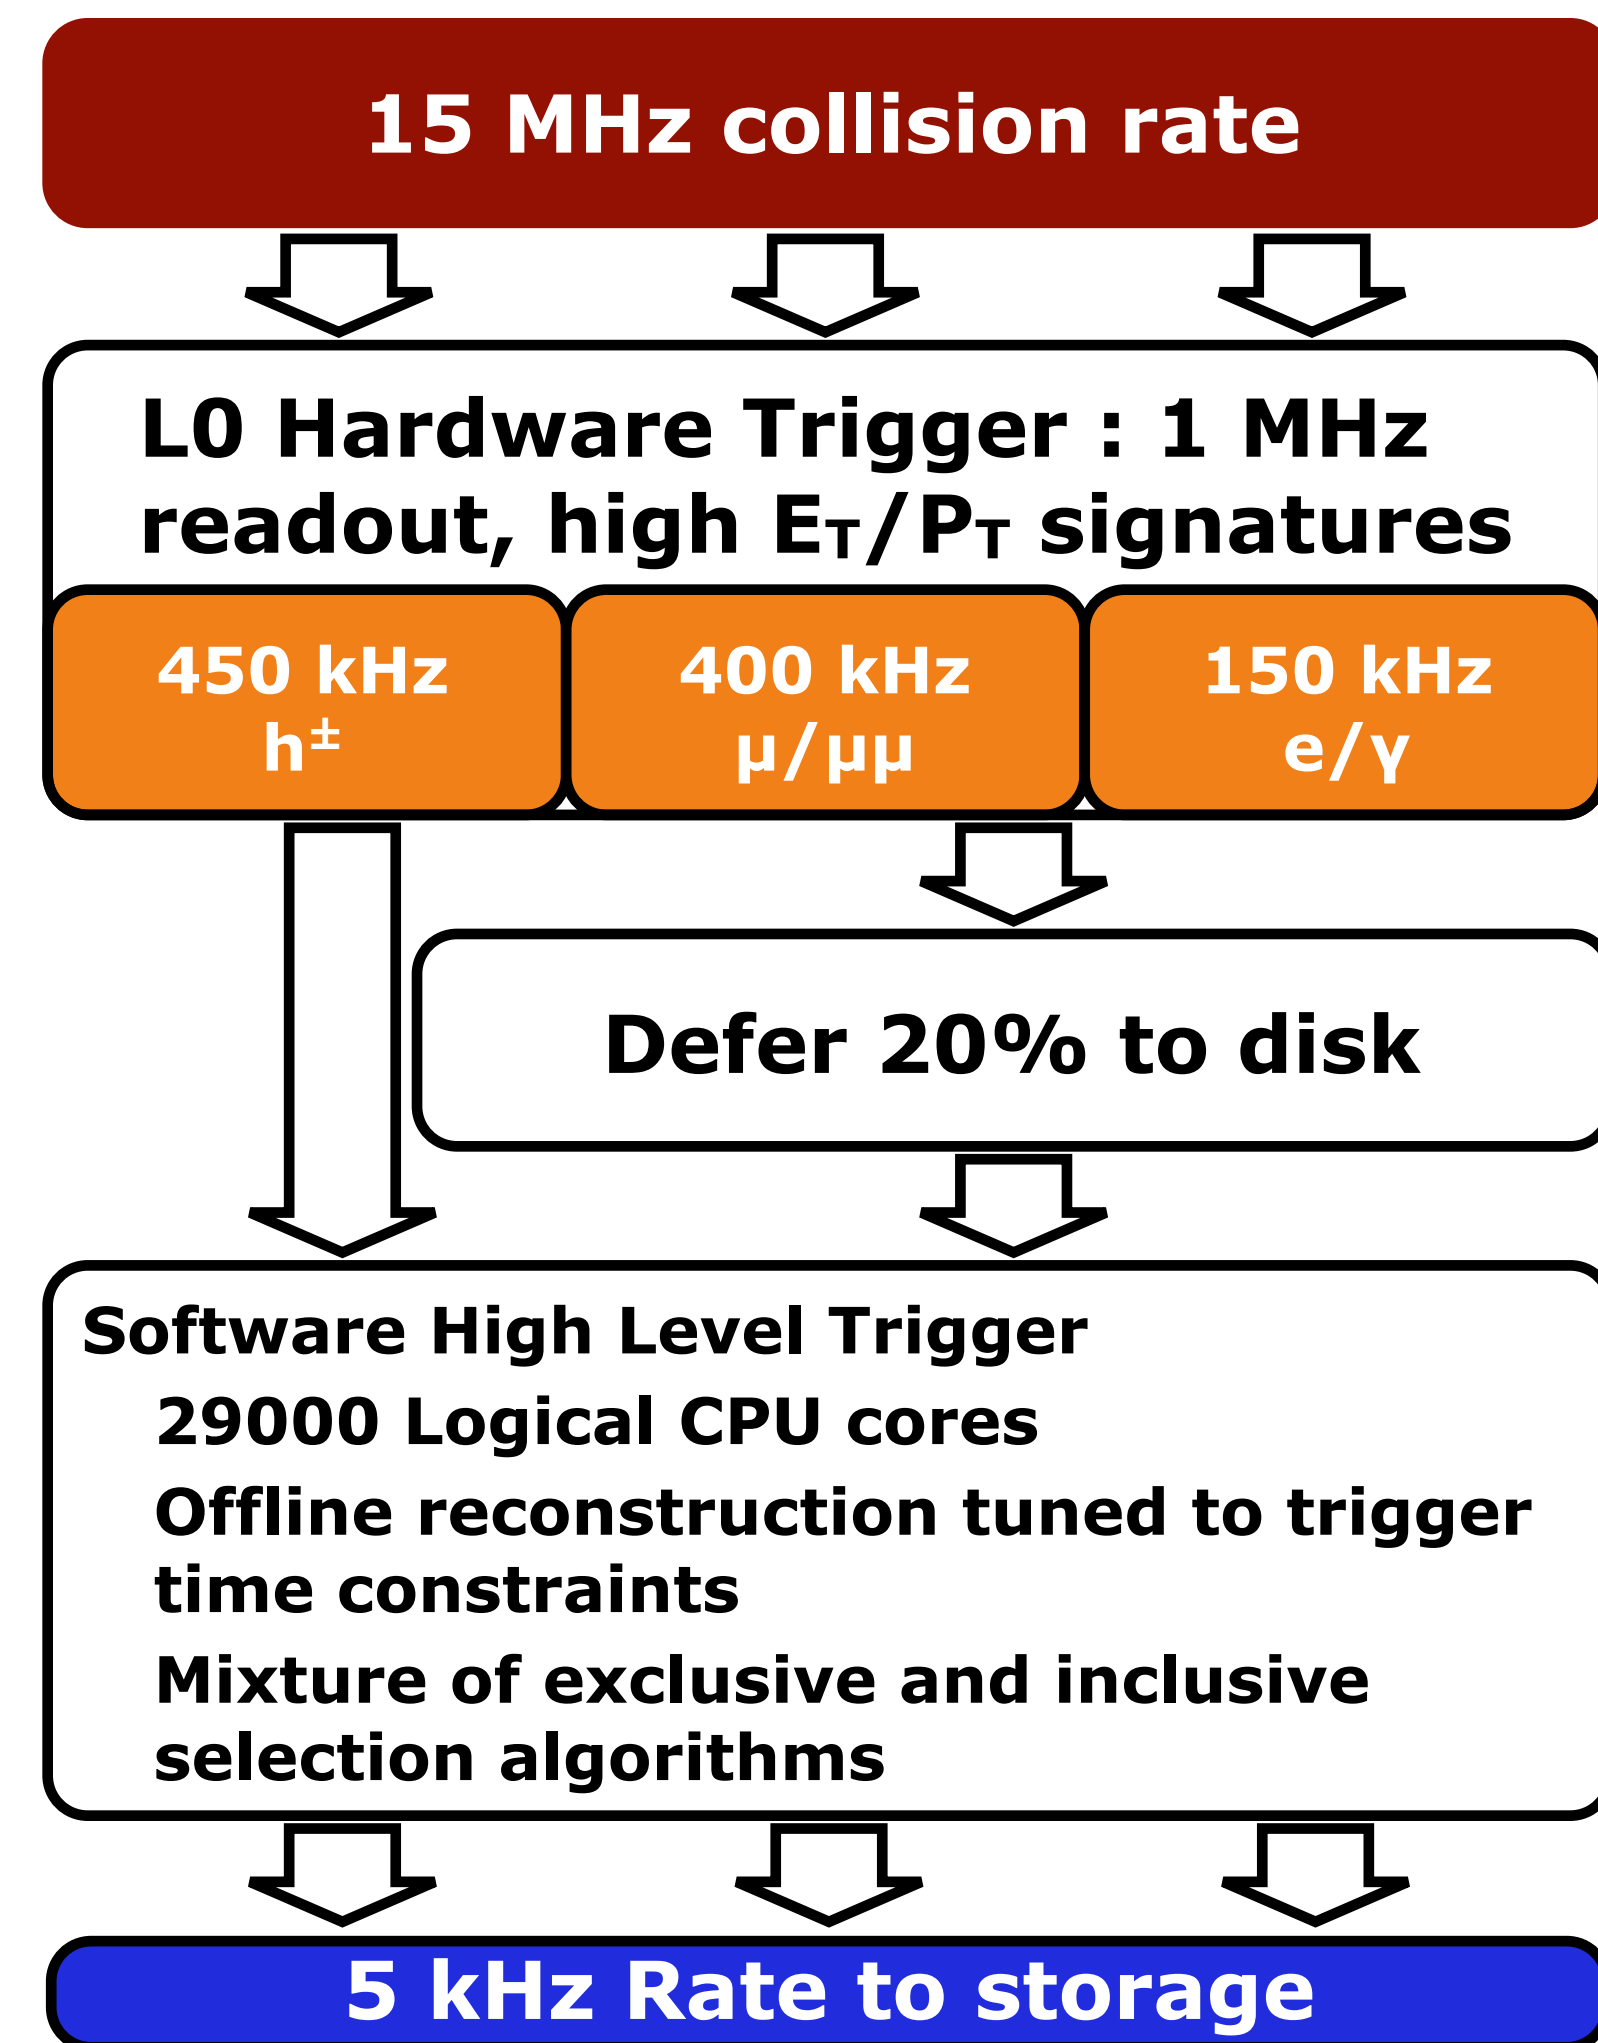 15 MHz collision rate
L0 Hardware Trigger : 1 MHz
readout, high E_T/P_T signatures
450 kHz
h±
400 kHz
μ/μμ
150 kHz
e/γ
Defer 20% to disk
Software High Level Trigger
29000 Logical CPU cores
Offline reconstruction tuned to trigger
time constraints
Mixture of exclusive and inclusive
selection algorithms
5 kHz Rate to storage